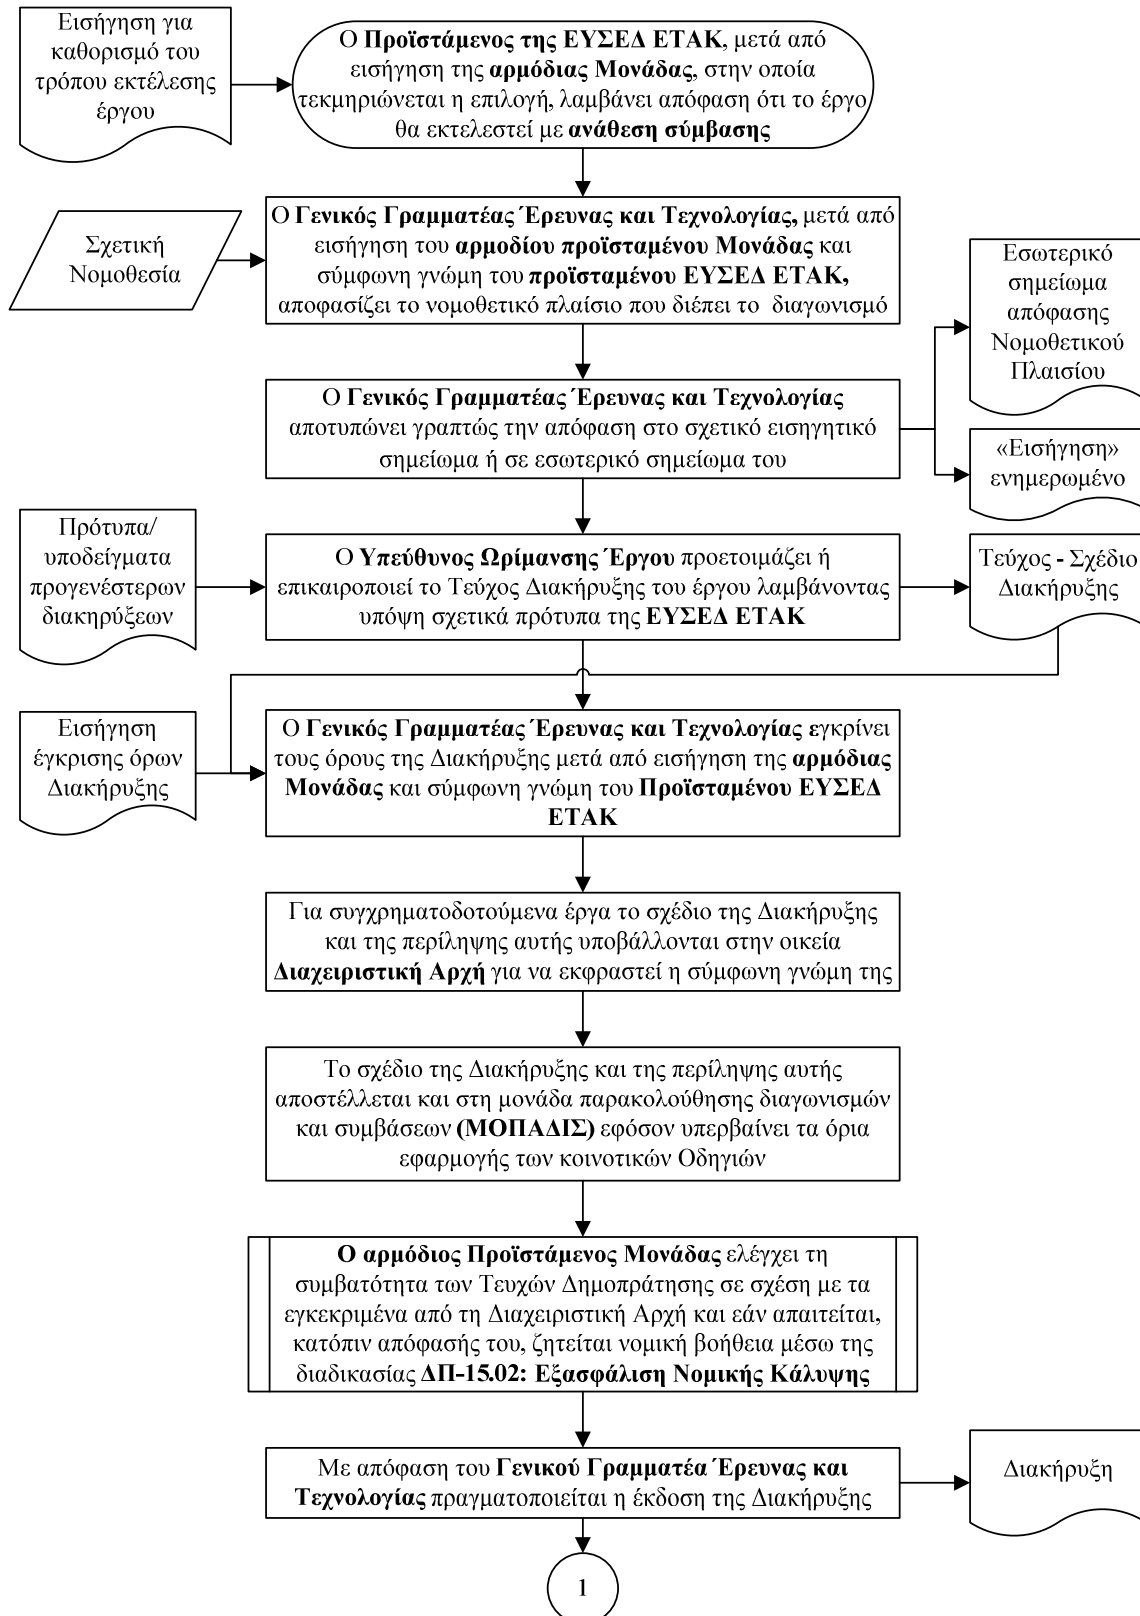 Εισήγηση για
καθορισμό του
τρόπου εκτέλεσης
έργου
Ο Προϊστάμενος της ΕΥΣΕΔ ΕΤΑΚ, μετά από
εισήγηση της αρμόδιας Μονάδας, στην οποία
τεκμηριώνεται η επιλογή, λαμβάνει απόφαση ότι το έργο
θα εκτελεστεί με ανάθεση σύμβασης
Σχετική
Νομοθεσία
Ο Γενικός Γραμματέας Έρευνας και Τεχνολογίας, μετά από
εισήγηση του αρμοδίου προϊσταμένου Μονάδας και
σύμφωνη γνώμη του προϊσταμένου ΕΥΣΕΔ ΕΤΑΚ,
αποφασίζει το νομοθετικό πλαίσιο που διέπει το διαγωνισμό
Εσωτερικό
σημείωμα
απόφασης
Νομοθετικού
Πλαισίου
Ο Γενικός Γραμματέας Έρευνας και Τεχνολογίας
αποτυπώνει γραπτώς την απόφαση στο σχετικό εισηγητικό
σημείωμα ή σε εσωτερικό σημείωμα του
«Εισήγηση»
ενημερωμένο
Πρότυπα/
υποδείγματα
προγενέστερων
διακηρύξεων
Ο Υπεύθυνος Ωρίμανσης Έργου προετοιμάζει ή
επικαιροποιεί το Τεύχος Διακήρυξης του έργου λαμβάνοντας
υπόψη σχετικά πρότυπα της ΕΥΣΕΔ ΕΤΑΚ
Τεύχος - Σχέδιο
Διακήρυξης
Εισήγηση
έγκρισης όρων
Διακήρυξης
Ο Γενικός Γραμματέας Έρευνας και Τεχνολογίας εγκρίνει
τους όρους της Διακήρυξης μετά από εισήγηση της αρμόδιας
Μονάδας και σύμφωνη γνώμη του Προϊσταμένου ΕΥΣΕΔ
ΕΤΑΚ
Για συγχρηματοδοτούμενα έργα το σχέδιο της Διακήρυξης
και της περίληψης αυτής υποβάλλονται στην οικεία
Διαχειριστική Αρχή για να εκφραστεί η σύμφωνη γνώμη της
Το σχέδιο της Διακήρυξης και της περίληψης αυτής
αποστέλλεται και στη μονάδα παρακολούθησης διαγωνισμών
και συμβάσεων (ΜΟΠΑΔΙΣ) εφόσον υπερβαίνει τα όρια
εφαρμογής των κοινοτικών Οδηγιών
Ο αρμόδιος Προϊστάμενος Μονάδας ελέγχει τη
συμβατότητα των Τευχών Δημοπράτησης σε σχέση με τα
εγκεκριμένα από τη Διαχειριστική Αρχή και εάν απαιτείται,
κατόπιν απόφασής του, ζητείται νομική βοήθεια μέσω της
διαδικασίας ΔΠ-15.02: Εξασφάλιση Νομικής Κάλυψης
Με απόφαση του Γενικού Γραμματέα Έρευνας και
Τεχνολογίας πραγματοποιείται η έκδοση της Διακήρυξης
Διακήρυξη
1